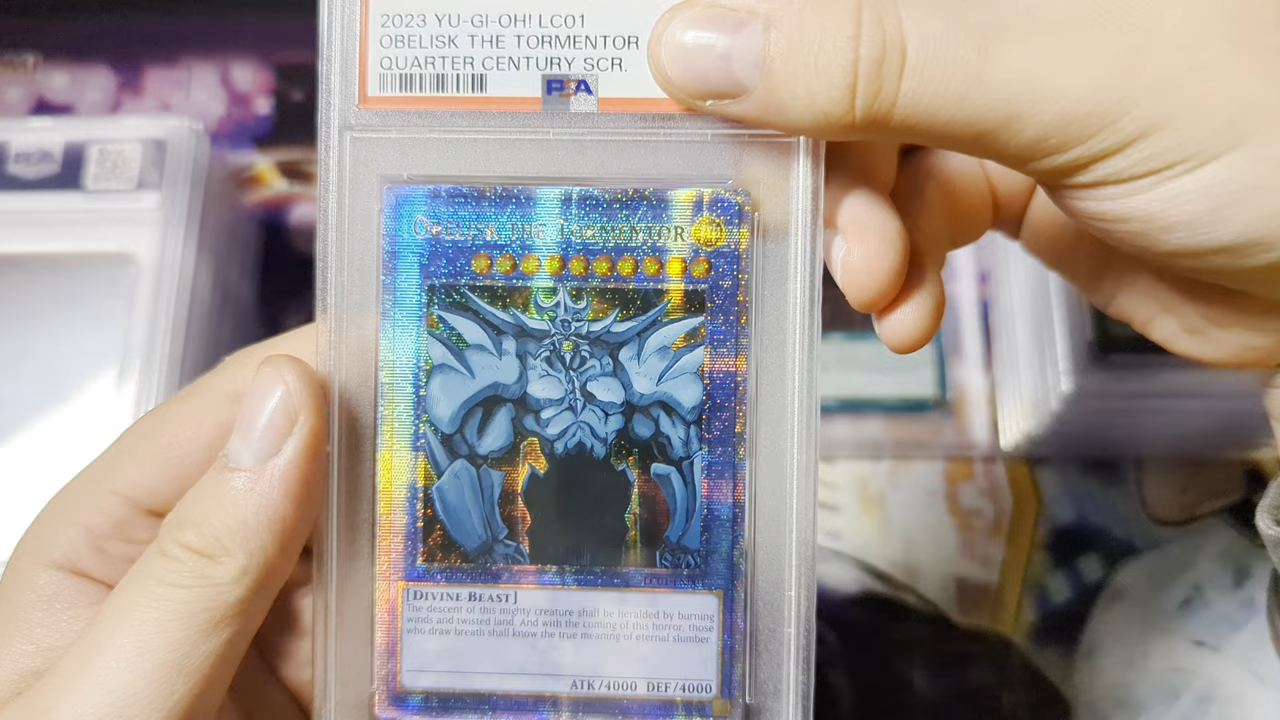 2023 YU-GI-OH! LC01
OBELISK THE TORMENTOR
QUARTER CENTURY SCR.
PSA
OBELISK THE TORMENTOR
[DIVINE-BEAST]
The descent of this mighty creature shall be heralded by burning
winds and twisted land. And with the coming of this horror, those
who draw breath shall know the true meaning of eternal slumber.
ATK/4000 DEF/4000